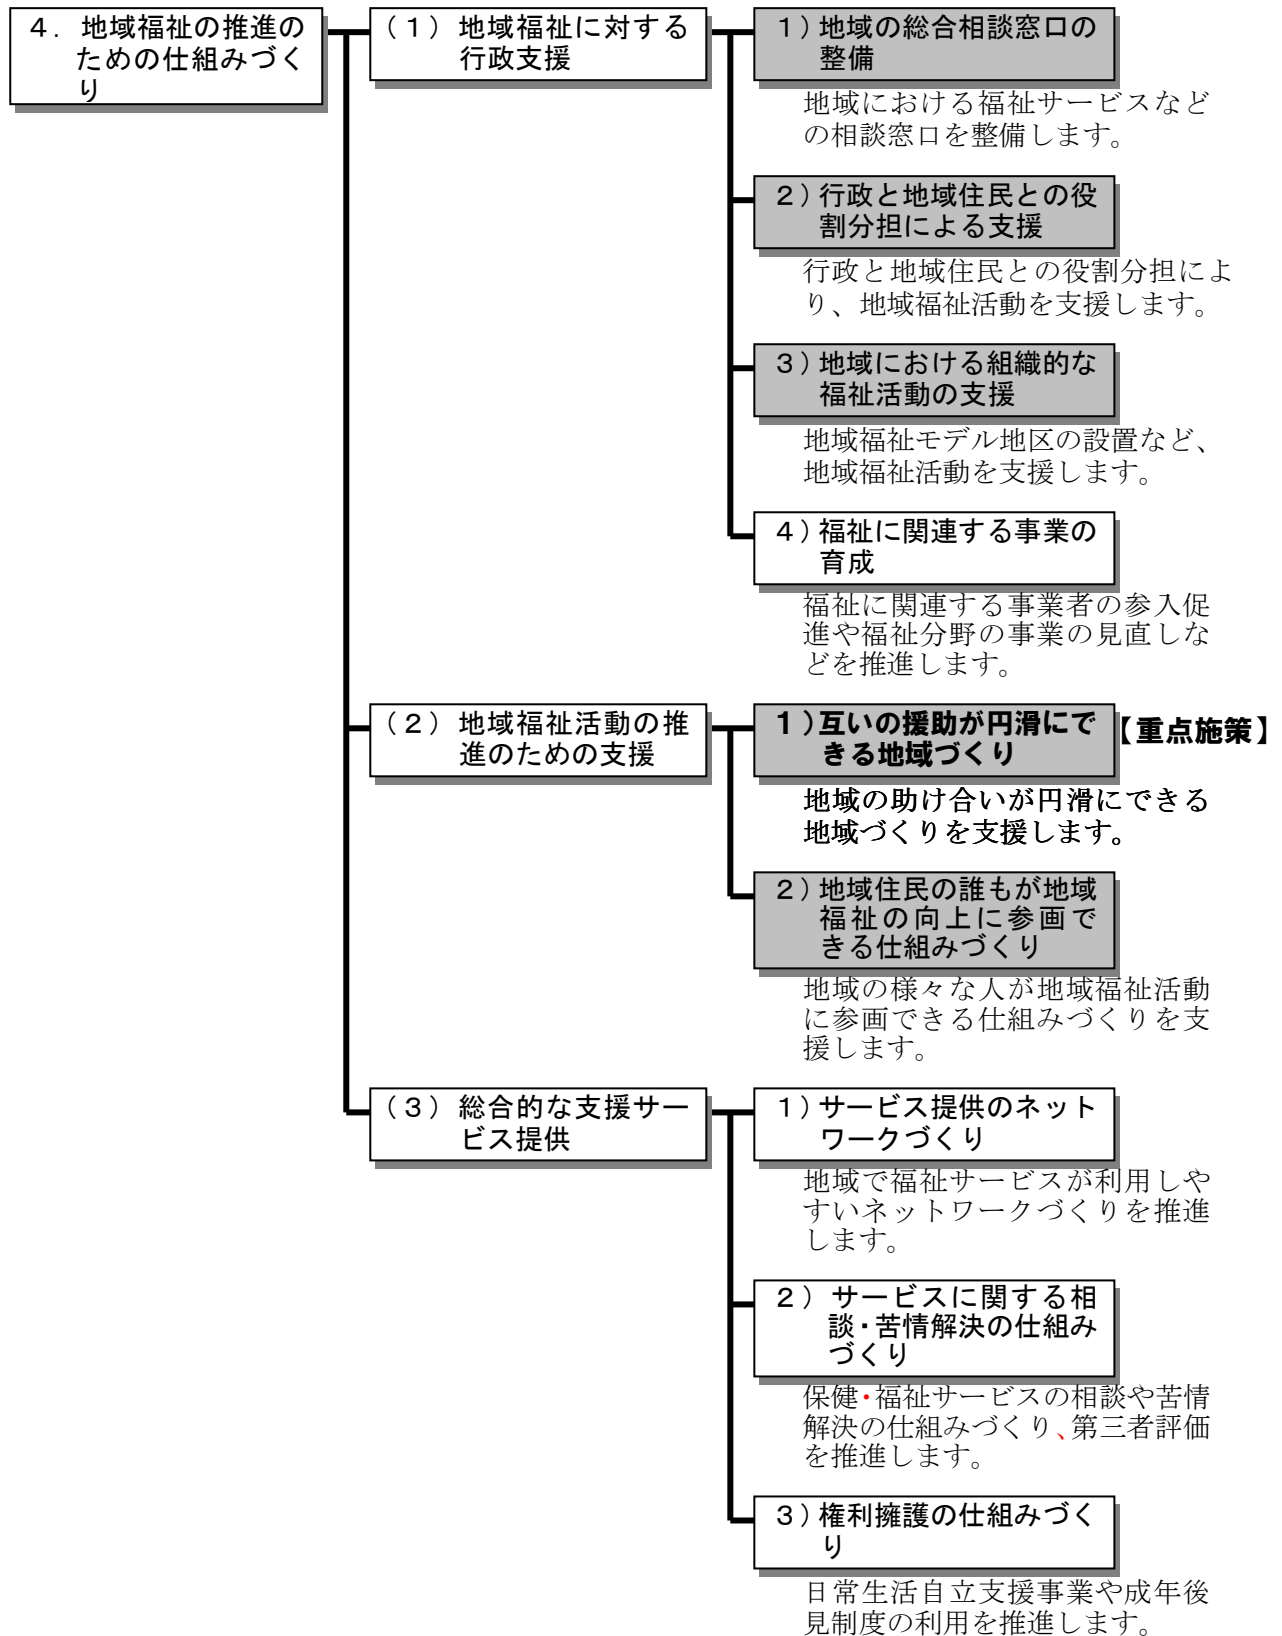 ４．地域福祉の推進の
ための仕組みづく
り
（１）地域福祉に対する
行政支援
１）地域の総合相談窓口の
整備
地域における福祉サービスなど
の相談窓口を整備します。
２）行政と地域住民との役
割分担による支援
行政と地域住民との役割分担によ
り、地域福祉活動を支援します。
３）地域における組織的な
福祉活動の支援
地域福祉モデル地区の設置など、
地域福祉活動を支援します。
４）福祉に関連する事業の
育成
福祉に関連する事業者の参入促
進や福祉分野の事業の見直しな
どを推進します。
（２）地域福祉活動の推
進のための支援
１）互いの援助が円滑にで
きる地域づくり
【重点施策】
地域の助け合いが円滑にできる
地域づくりを支援します。
２）地域住民の誰もが地域
福祉の向上に参画で
きる仕組みづくり
地域の様々な人が地域福祉活動
に参画できる仕組みづくりを支
援します。
（３）総合的な支援サー
ビス提供
１）サービス提供のネット
ワークづくり
地域で福祉サービスが利用しや
すいネットワークづくりを推進
します。
２）サービスに関する相
談・苦情解決の仕組み
づくり
保健・福祉サービスの相談や苦情
解決の仕組みづくり、第三者評価
を推進します。
３）権利擁護の仕組みづく
り
日常生活自立支援事業や成年後
見制度の利用を推進します。